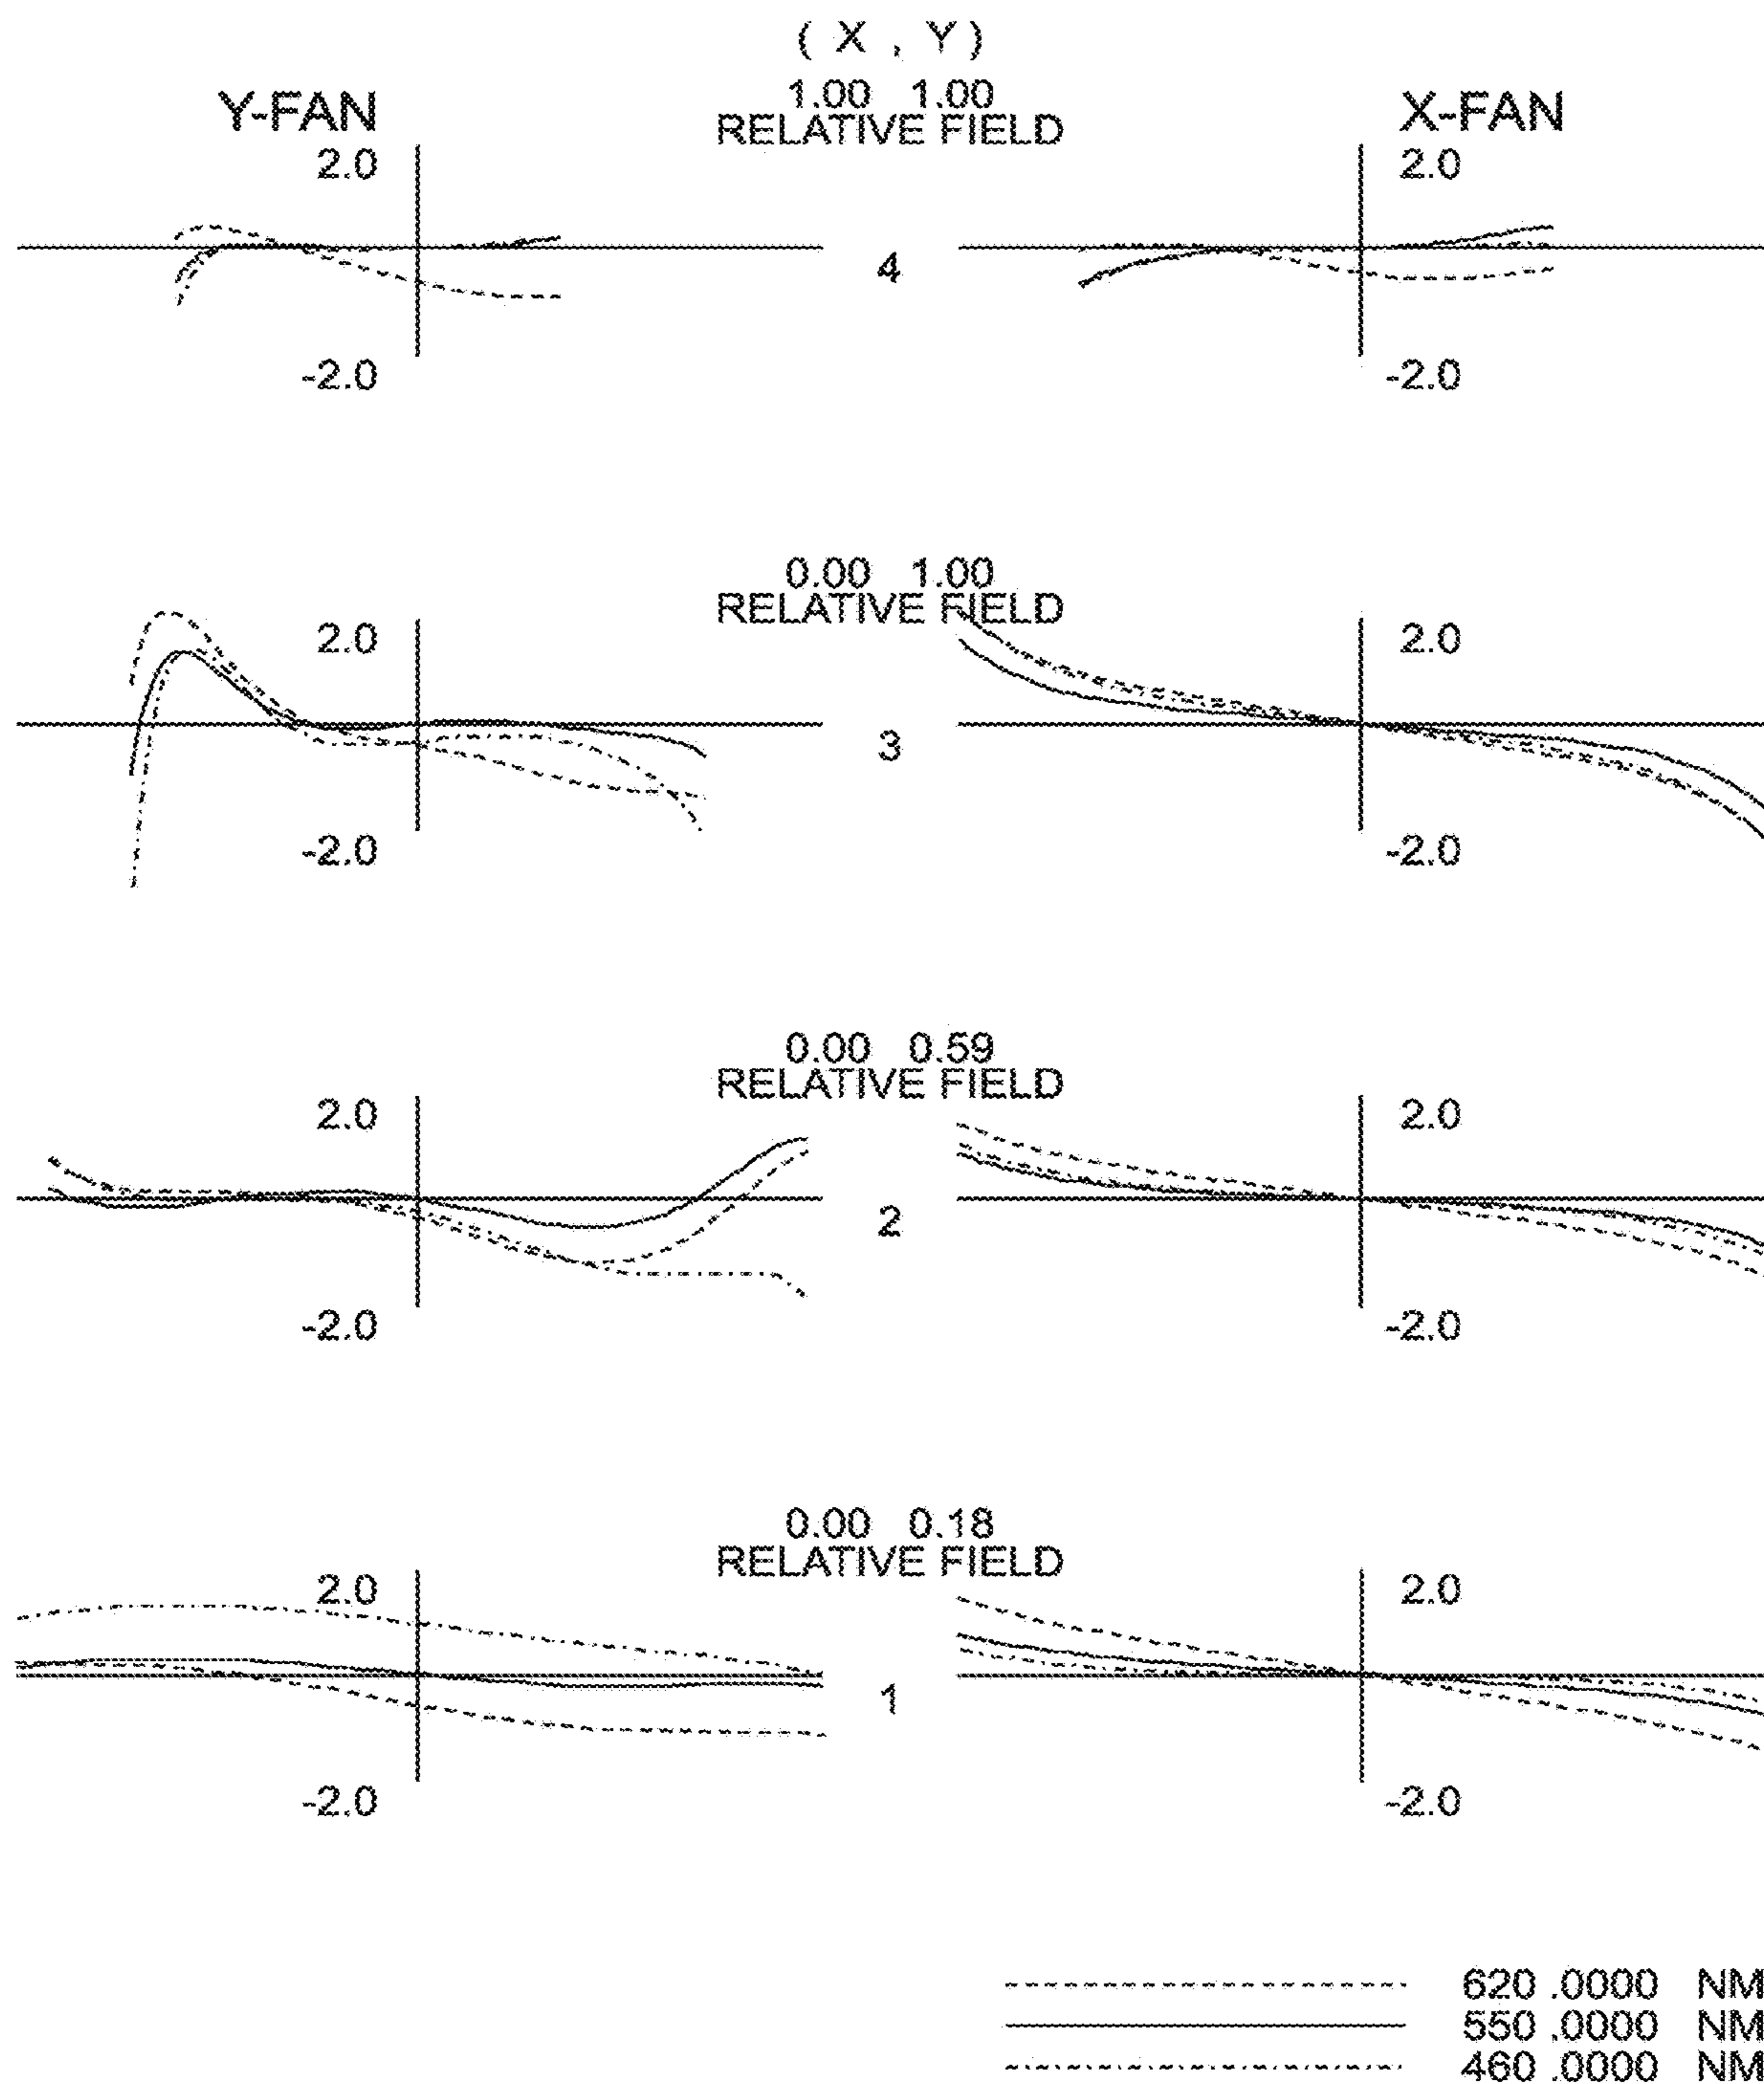 ( X , Y )
1.00 1.00
RELATIVE FIELD
Y-FAN
X-FAN
2.0
2.0
4
-2.0
-2.0
0.00 1.00
RELATIVE FIELD
2.0
2.0
3
-2.0
-2.0
0.00 0.59
RELATIVE FIELD
2.0
2.0
2
-2.0
-2.0
0.00 0.18
RELATIVE FIELD
2.0
2.0
1
-2.0
-2.0
620 .0000 NM
550 .0000 NM
460 .0000 NM